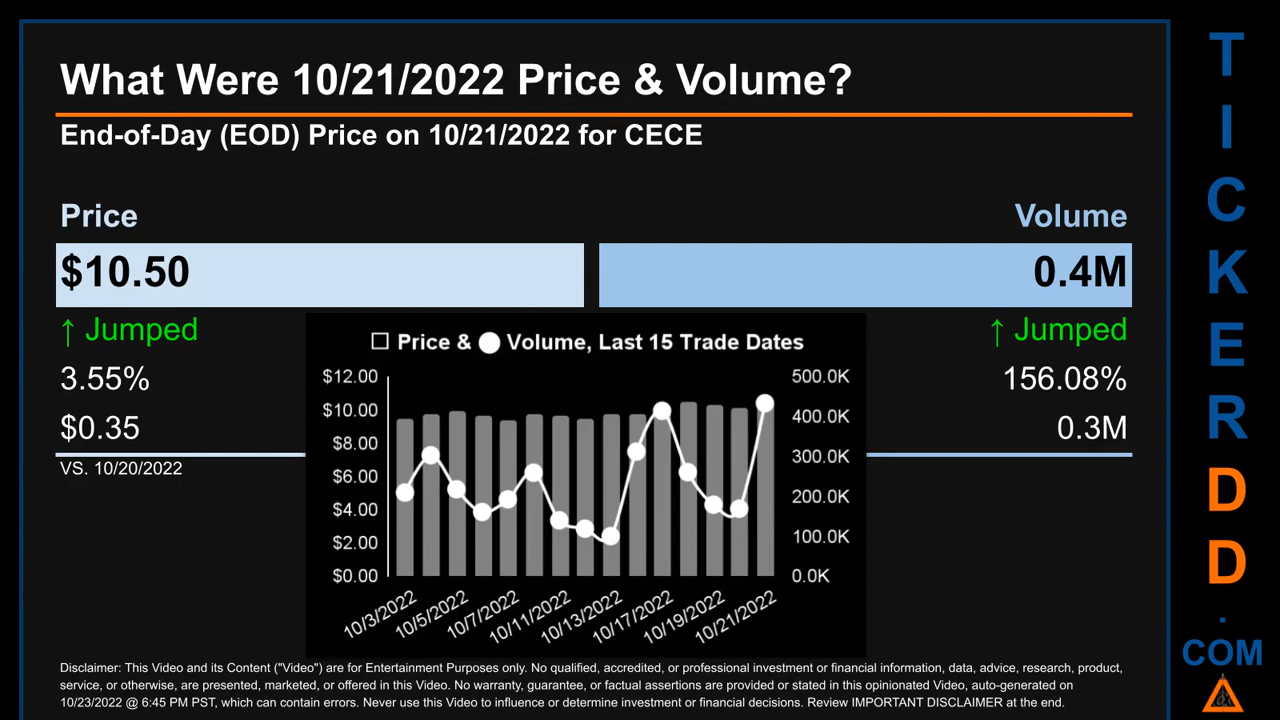 What Were 10/21/2022 Price & Volume?
End-of-Day (EOD) Price on 10/21/2022 for CECE
Price
Volume
$10.50
0.4M
↑ Jumped
↑ Jumped
3.55%
156.08%
$0.35
0.3M
VS. 10/20/2022
Price & Volume, Last 15 Trade Dates
$12.00
$10.00
$8.00
$6.00
$4.00
$2.00
$0.00
500.0K
400.0K
300.0K
200.0K
100.0K
0.0K
10/3/2022
10/5/2022
10/7/2022
10/11/2022
10/13/2022
10/17/2022
10/19/2022
10/21/2022
Disclaimer: This Video and its Content ("Video") are for Entertainment Purposes only. No qualified, accredited, or professional investment or financial information, data, advice, research, product,
service, or otherwise, are presented, marketed, or offered in this Video. No warranty, guarantee, or factual assertions are provided or stated in this opinionated Video, auto-generated on
10/23/2022 @ 6:45 PM PST, which can contain errors. Never use this Video to influence or determine investment or financial decisions. Review IMPORTANT DISCLAIMER at the end.
TICKERDD
.
COM